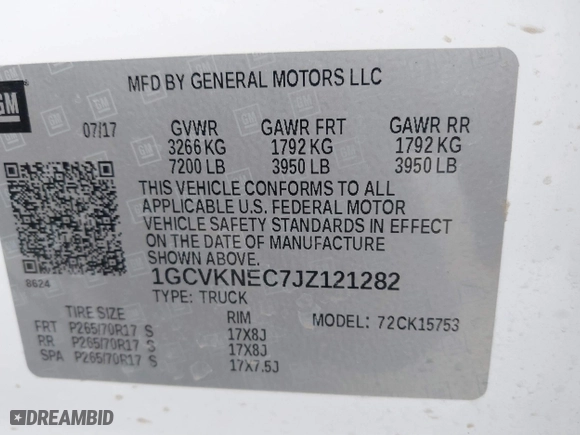 GM
MFD BY GENERAL MOTORS LLC
07/17 GVWR GAWR FRT GAWR RR
3266 KG 1792 KG 1792 KG
7200 LB 3950 LB 3950 LB
THIS VEHICLE CONFORMS TO ALL
APPLICABLE U.S. FEDERAL MOTOR
VEHICLE SAFETY STANDARDS IN EFFECT
ON THE DATE OF MANUFACTURE
SHOWN ABOVE.
8624
1GCVKNEC7JZ121282
TYPE: TRUCK
TIRE SIZE RIM MODEL: 72CK15753
FRT P265/70R17 S 17X8J
RR P265/70R17 S 17X8J
SPA P265/70R17 S 17X7.5J
DREAMBID